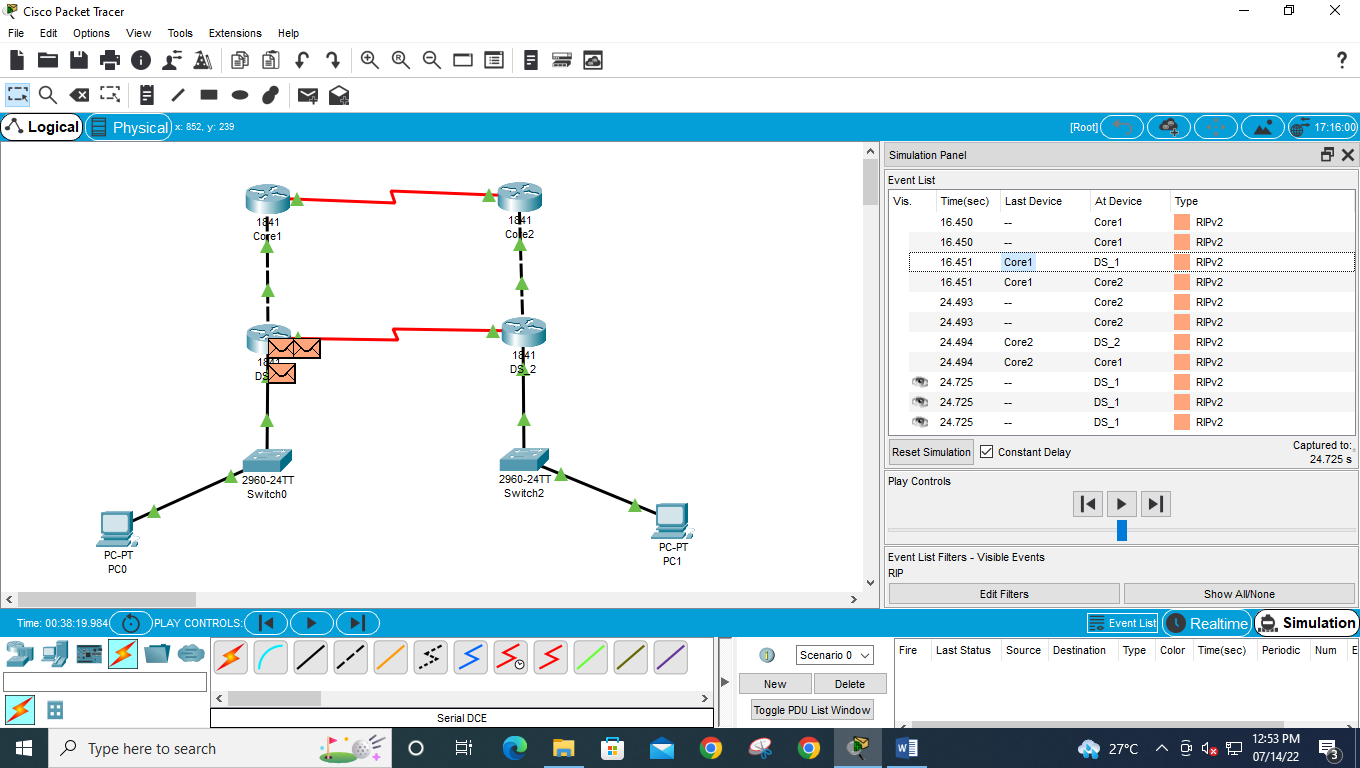 Cisco Packet Tracer
File Edit Options View Tools Extensions Help
Logical Physical x: 852, y: 239 [Root] 17:16:00
1841
Core1
1841
Core2
1841
DS
1841
DS_2
2960-24TT
Switch0
2960-24TT
Switch2
PC-PT
PC0
PC-PT
PC1
Simulation Panel
Event List
Vis. Time(sec) Last Device At Device Type
16.450 -- Core1 RIPv2
16.450 -- Core1 RIPv2
16.451 Core1 DS_1 RIPv2
16.451 Core1 Core2 RIPv2
24.493 -- Core2 RIPv2
24.493 -- Core2 RIPv2
24.494 Core2 DS_2 RIPv2
24.494 Core2 Core1 RIPv2
24.725 -- DS_1 RIPv2
24.725 -- DS_1 RIPv2
24.725 -- DS_1 RIPv2
Reset Simulation Constant Delay Captured to:
24.725 s
Play Controls
Event List Filters - Visible Events
RIP
Edit Filters Show All/None
Time: 00:38:19.984 PLAY CONTROLS: Event List Realtime Simulation
Serial DCE
Scenario 0
New Delete
Toggle PDU List Window
Fire Last Status Source Destination Type Color Time(sec) Periodic Num E
Type here to search
27°C
12:53 PM
07/14/22
3